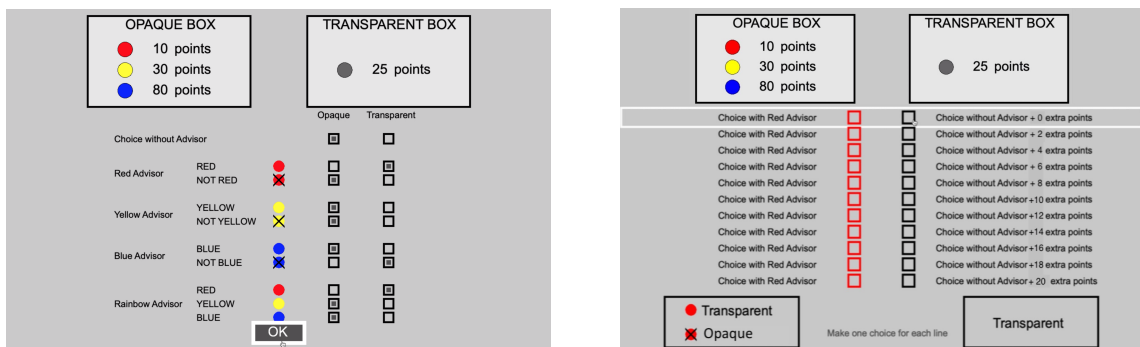 OPAQUE BOX
10 points
30 points
80 points
TRANSPARENT BOX
25 points
Opaque Transparent
Choice without Advisor
Red Advisor
RED
NOT RED
Yellow Advisor
YELLOW
NOT YELLOW
Blue Advisor
BLUE
NOT BLUE
Rainbow Advisor
RED
YELLOW
BLUE
OK
OPAQUE BOX
10 points
30 points
80 points
TRANSPARENT BOX
25 points
Choice with Red Advisor Choice without Advisor + 0 extra points
Choice with Red Advisor Choice without Advisor + 2 extra points
Choice with Red Advisor Choice without Advisor + 4 extra points
Choice with Red Advisor Choice without Advisor + 6 extra points
Choice with Red Advisor Choice without Advisor + 8 extra points
Choice with Red Advisor Choice without Advisor +10 extra points
Choice with Red Advisor Choice without Advisor +12 extra points
Choice with Red Advisor Choice without Advisor +14 extra points
Choice with Red Advisor Choice without Advisor +16 extra points
Choice with Red Advisor Choice without Advisor +18 extra points
Choice with Red Advisor Choice without Advisor + 20 extra points
Transparent
Opaque
Make one choice for each line
Transparent